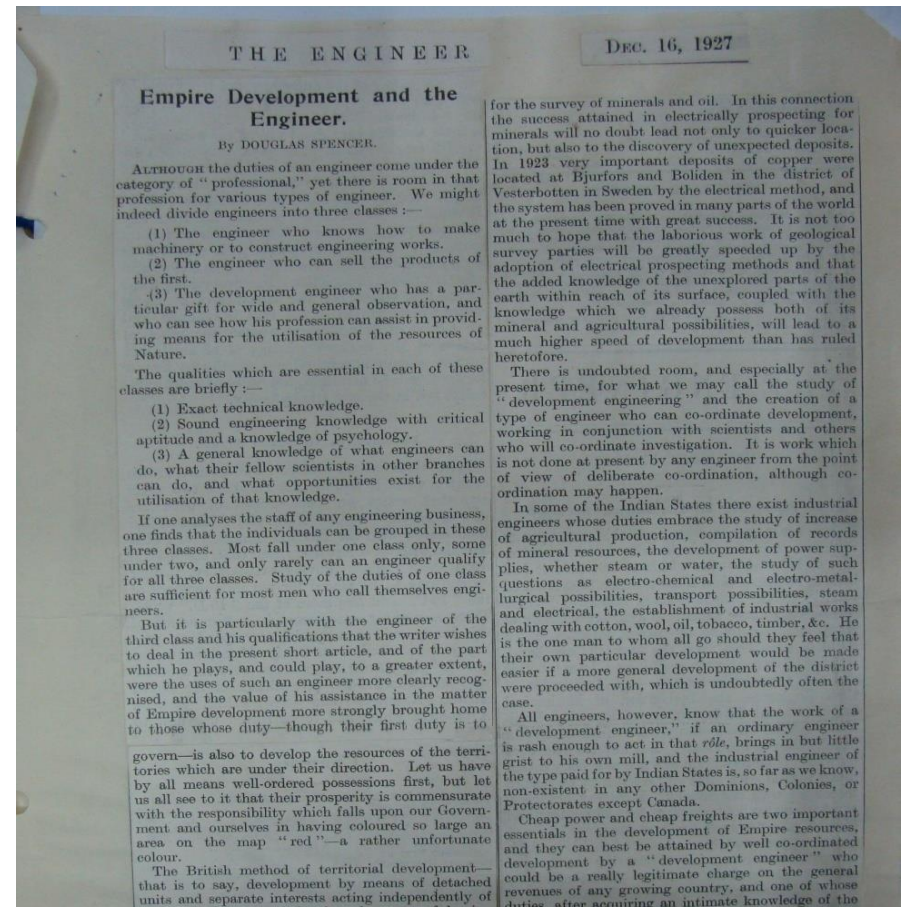 THE ENGINEER
DEC. 16, 1927
Empire Development and the
Engineer.
By DOUGLAS SPENCER.
ALTHOUGH the duties of an engineer come under the
category of " professional," yet there is room in that
profession for various types of engineer. We might
indeed divide engineers into three classes :—
(1) The engineer who knows how to make
machinery or to construct engineering works.
(2) The engineer who can sell the products of
the first.
(3) The development engineer who has a par-
ticular gift for wide and general observation, and
who can see how his profession can assist in provid-
ing means for the utilisation of the resources of
Nature.
The qualities which are essential in each of these
classes are briefly :—
(1) Exact technical knowledge.
(2) Sound engineering knowledge with critical
aptitude and a knowledge of psychology.
(3) A general knowledge of what engineers can
do, what their fellow scientists in other branches
can do, and what opportunities exist for the
utilisation of that knowledge.
If one analyses the staff of any engineering business,
one finds that the individuals can be grouped in these
three classes. Most fall under one class only, some
under two, and only rarely can an engineer qualify
for all three classes. Study of the duties of one class
are sufficient for most men who call themselves engi-
neers.
But it is particularly with the engineer of the
third class and his qualifications that the writer wishes
to deal in the present short article, and of the part
which he plays, and could play, to a greater extent,
were the uses of such an engineer more clearly recog-
nised, and the value of his assistance in the matter
of Empire development more strongly brought home
to those whose duty—though their first duty is to
govern—is also to develop the resources of the terri-
tories which are under their direction. Let us have
by all means well-ordered possessions first, but let
us all see to it that their prosperity is commensurate
with the responsibility which falls upon our Govern-
ment and ourselves in having coloured so large an
area on the map " red "—a rather unfortunate
colour.
The British method of territorial development—
that is to say, development by means of detached
units and separate interests acting independently of
for the survey of minerals and oil. In this connection
the success attained in electrically prospecting for
minerals will no doubt lead not only to quicker loca-
tion, but also to the discovery of unexpected deposits.
In 1923 very important deposits of copper were
located at Bjurfors and Boliden in the district of
Vesterbotten in Sweden by the electrical method, and
the system has been proved in many parts of the world
at the present time with great success. It is not too
much to hope that the laborious work of geological
survey parties will be greatly speeded up by the
adoption of electrical prospecting methods and that
the added knowledge of the unexplored parts of the
earth within reach of its surface, coupled with the
knowledge which we already possess both of its
mineral and agricultural possibilities, will lead to a
much higher speed of development than has ruled
heretofore.
There is undoubted room, and especially at the
present time, for what we may call the study of
" development engineering " and the creation of a
type of engineer who can co-ordinate development,
working in conjunction with scientists and others
who will co-ordinate investigation. It is work which
is not done at present by any engineer from the point
of view of deliberate co-ordination, although co-
ordination may happen.
In some of the Indian States there exist industrial
engineers whose duties embrace the study of increase
of agricultural production, compilation of records
of mineral resources, the development of power sup-
plies, whether steam or water, the study of such
questions as electro-chemical and electro-metal-
lurgical possibilities, transport possibilities, steam
and electrical, the establishment of industrial works
dealing with cotton, wool, oil, tobacco, timber, &c. He
is the one man to whom all go should they feel that
their own particular development would be made
easier if a more general development of the district
were proceeded with, which is undoubtedly often the
case.
All engineers, however, know that the work of a
" development engineer," if an ordinary engineer
is rash enough to act in that rôle, brings in but little
grist to his own mill, and the industrial engineer of
the type paid for by Indian States is, so far as we know,
non-existent in any other Dominions, Colonies, or
Protectorates except Canada.
Cheap power and cheap freights are two important
essentials in the development of Empire resources,
and they can best be attained by well co-ordinated
development by a " development engineer " who
could be a really legitimate charge on the general
revenues of any growing country, and one of whose
duties, after acquiring an intimate knowledge of the